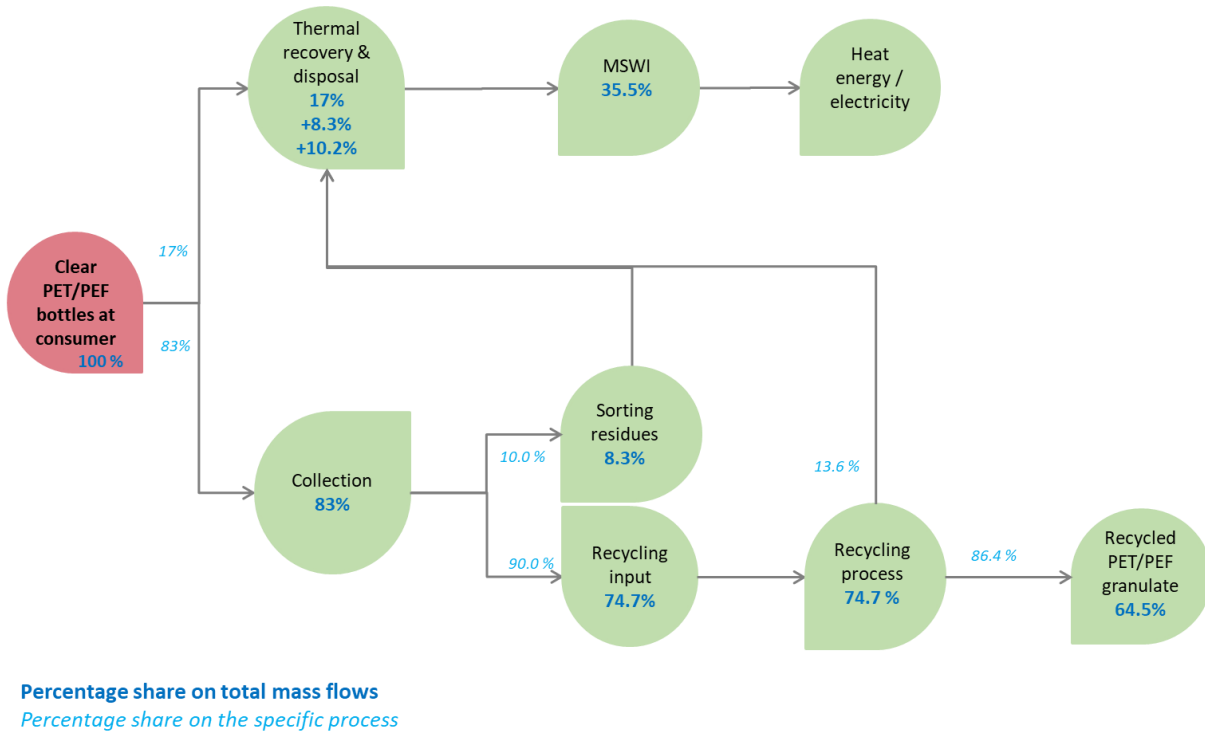 Thermal
recovery &
disposal
17%
+8.3%
+10.2%
MSWI
35.5%
Heat
energy /
electricity
17%
Clear
PET/PEF
bottles at
consumer
100 %
83%
Collection
83%
10.0 %
Sorting
residues
8.3%
90.0 %
Recycling
input
74.7%
13.6 %
Recycling
process
74.7 %
86.4 %
Recycled
PET/PEF
granulate
64.5%
Percentage share on total mass flows
Percentage share on the specific process